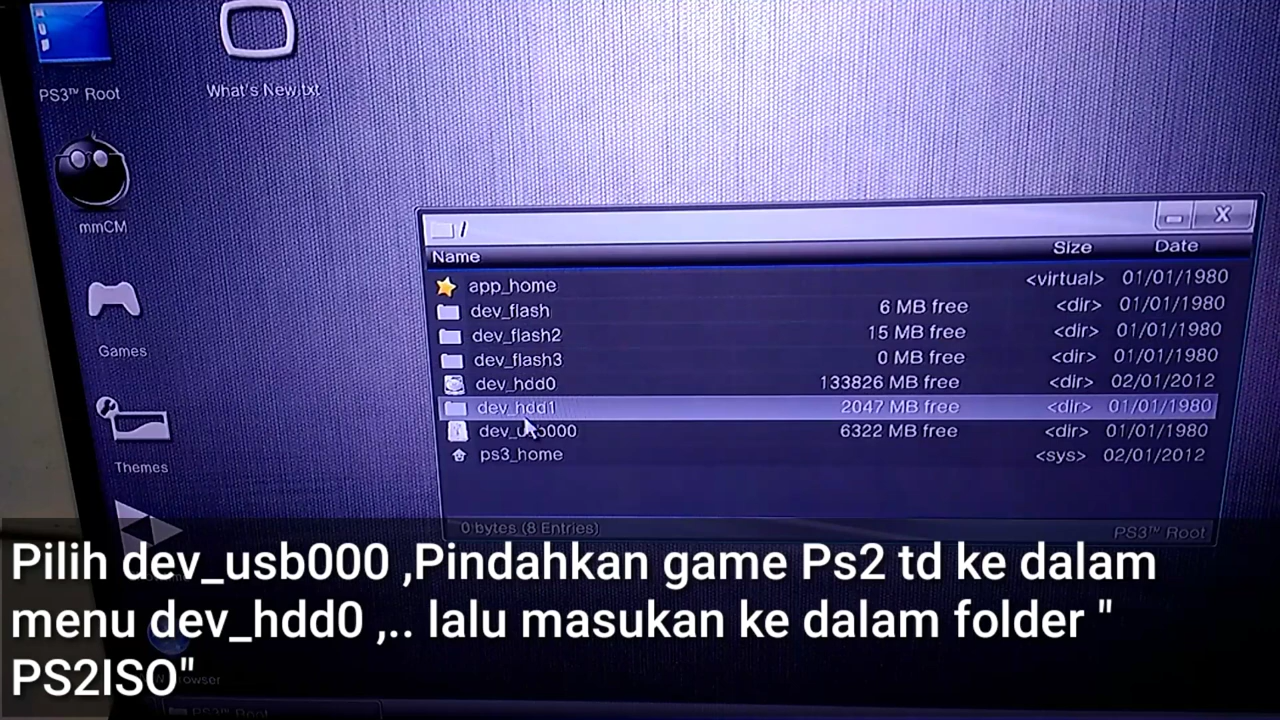 PS3™ Root
What's New.txt
mmCM
Games
Themes
/
Name Size Date
app_home <virtual> 01/01/1980
dev_flash 6 MB free <dir> 01/01/1980
dev_flash2 15 MB free <dir> 01/01/1980
dev_flash3 0 MB free <dir> 01/01/1980
dev_hdd0 133826 MB free <dir> 02/01/2012
dev_hdd1 2047 MB free <dir> 01/01/1980
dev_usb000 6322 MB free <dir> 01/01/1980
ps3_home <sys> 02/01/2012
0 bytes (8 Entries) PS3™ Root
Pilih dev_usb000 ,Pindahkan game Ps2 td ke dalam
menu dev_hdd0 ,.. lalu masukan ke dalam folder "
PS2ISO"
PS3™ Root